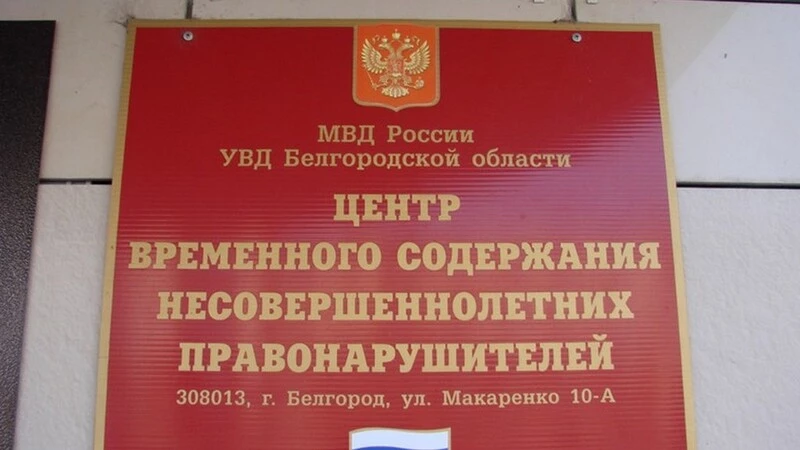 МВД России
УВД Белгородской области
ЦЕНТР
ВРЕМЕННОГО СОДЕРЖАНИЯ
НЕСОВЕРШЕННОЛЕТНИХ
ПРАВОНАРУШИТЕЛЕЙ
308013, г. Белгород, ул. Макаренко 10-А